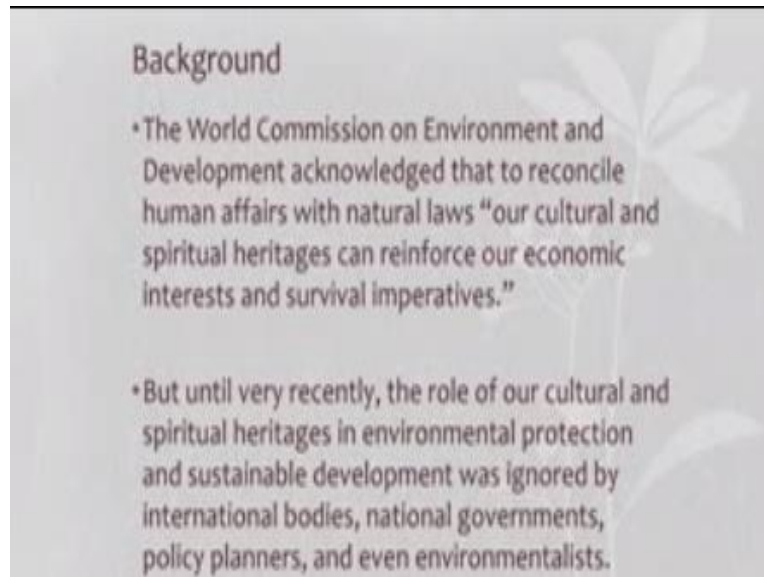 Background
•The World Commission on Environment and
Development acknowledged that to reconcile
human affairs with natural laws “our cultural and
spiritual heritages can reinforce our economic
interests and survival imperatives.”
•But until very recently, the role of our cultural and
spiritual heritages in environmental protection
and sustainable development was ignored by
international bodies, national governments,
policy planners, and even environmentalists.